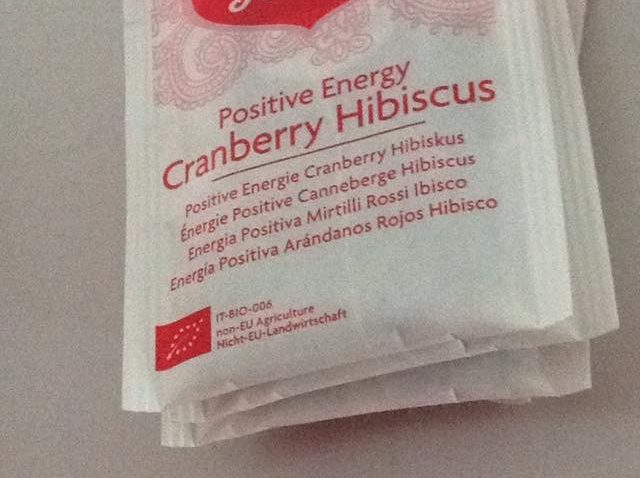 Positive Energy
Cranberry Hibiscus
Positive Energie Cranberry Hibiskus
Énergie Positive Canneberge Hibiscus
Energia Positiva Mirtilli Rossi Ibisco
Energía Positiva Arándanos Rojos Hibisco
IT-BIO-006
non-EU Agriculture
Nicht-EU-Landwirtschaft